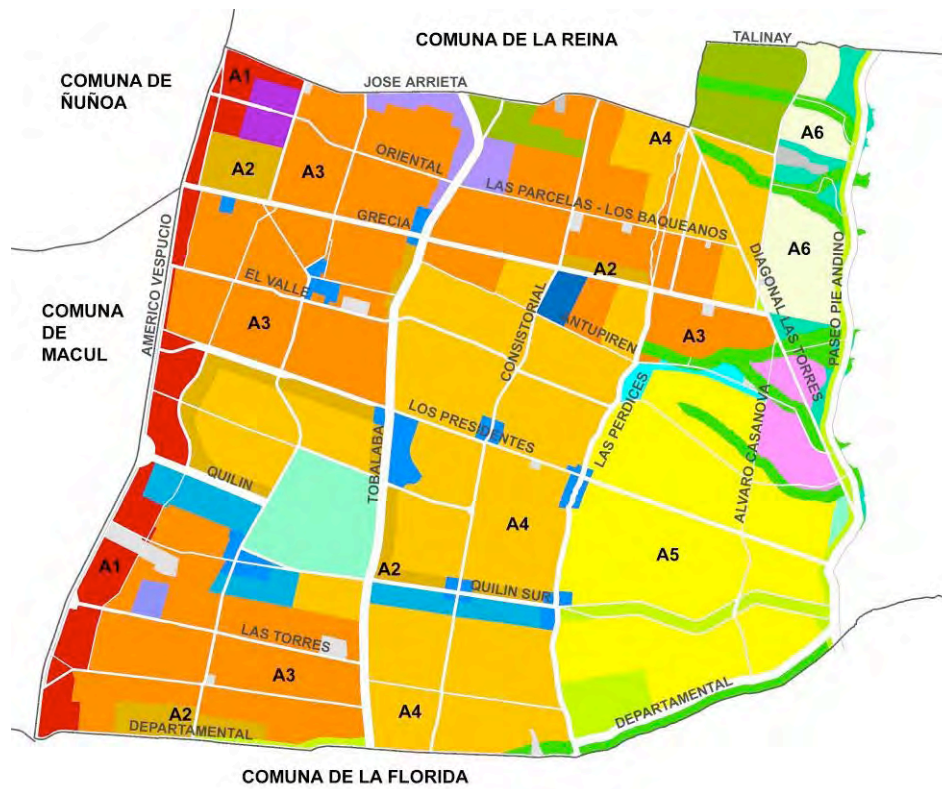 COMUNA DE LA REINA
TALINAY
COMUNA DE
ÑUÑOA
A1
JOSE ARRIETA
A4
A6
A2
A3
ORIENTAL
LAS PARCELAS - LOS BAQUEANOS
GRECIA
A6
A2
EL VALLE
AMERICO VESPUCIO
COMUNA
DE
MACUL
A3
CONSISTORIAL
ANTUPIREN
A3
DIAGONAL LAS TORRES
PASEO PIE ANDINO
LOS PRESIDENTES
LAS PERDICES
ALVARO CASANOVA
TOBALABA
QUILIN
A4
A5
A1
A2
QUILIN SUR
LAS TORRES
A3
A2
A4
DEPARTAMENTAL
DEPARTAMENTAL
COMUNA DE LA FLORIDA